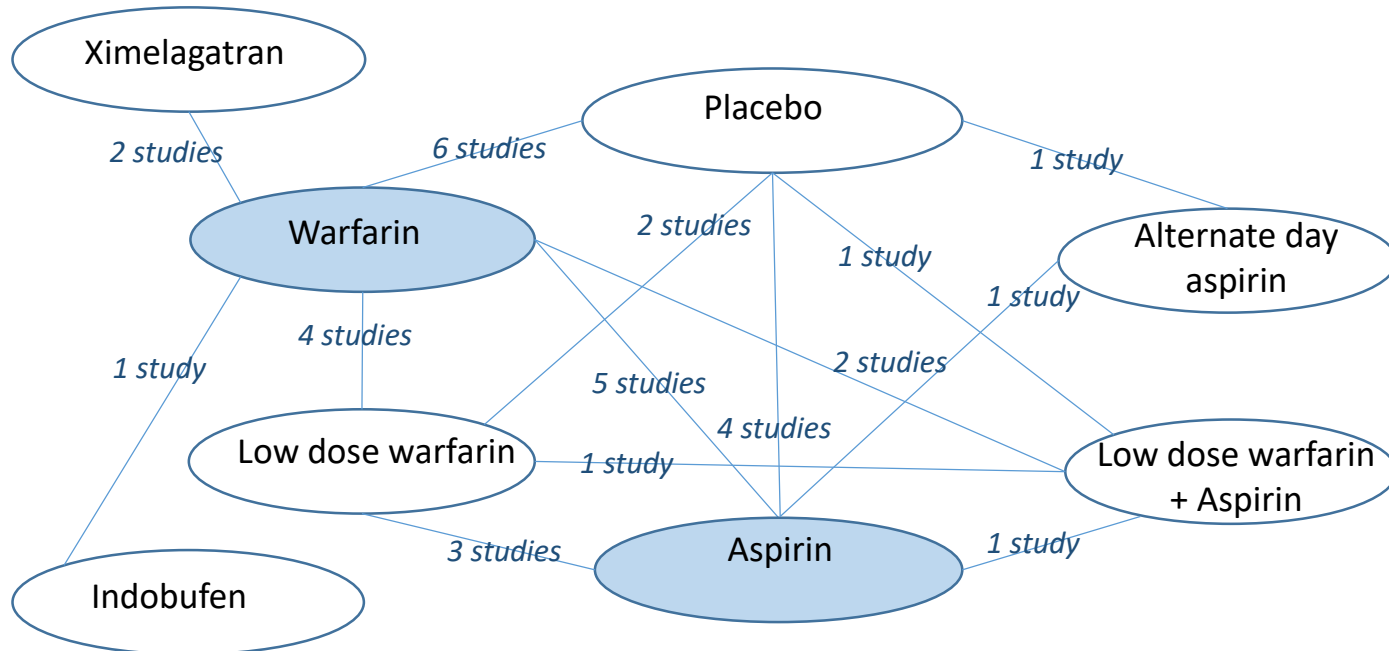 Ximelagatran
Placebo
2 studies
6 studies
1 study
Warfarin
2 studies
1 study
Alternate day
aspirin
1 study
4 studies
1 study
5 studies
2 studies
4 studies
Low dose warfarin
1 study
Low dose warfarin
+ Aspirin
3 studies
Aspirin
1 study
Indobufen